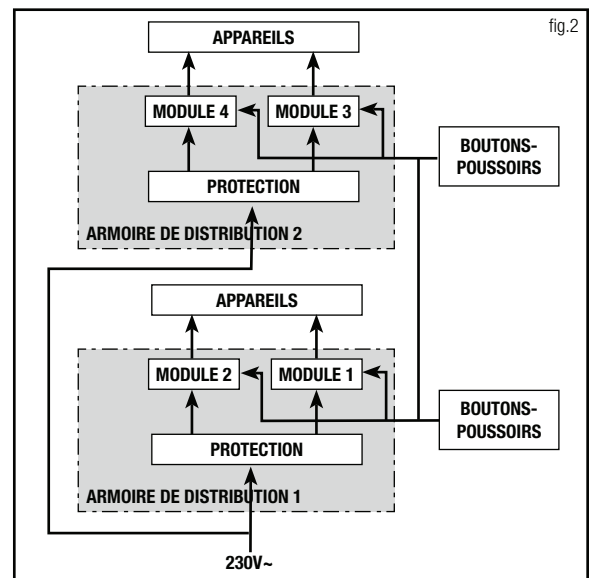 fig.2
APPAREILS
MODULE 4
MODULE 3
BOUTONS-
POUSSOIRS
PROTECTION
ARMOIRE DE DISTRIBUTION 2
APPAREILS
MODULE 2
MODULE 1
BOUTONS-
POUSSOIRS
PROTECTION
ARMOIRE DE DISTRIBUTION 1
230V~